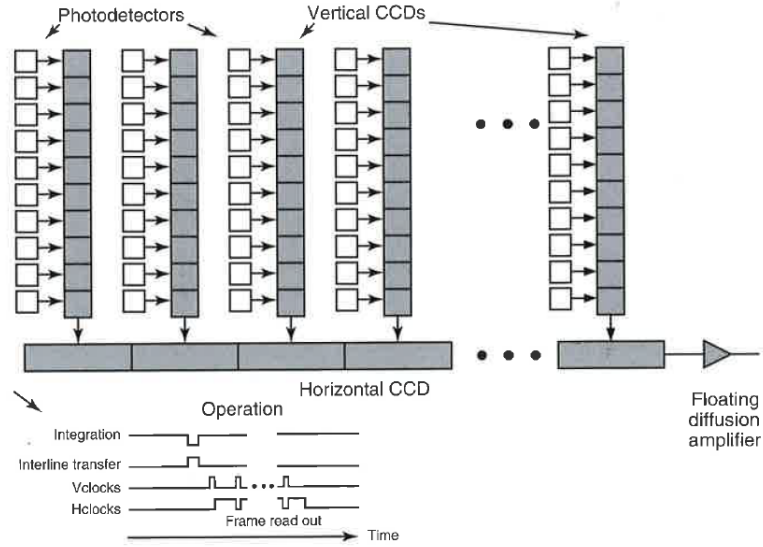 Photodetectors
Vertical CCDs
Horizontal CCD
Floating
diffusion
amplifier
Operation
Integration
Interline transfer
Vclocks
Hclocks
Frame read out
Time